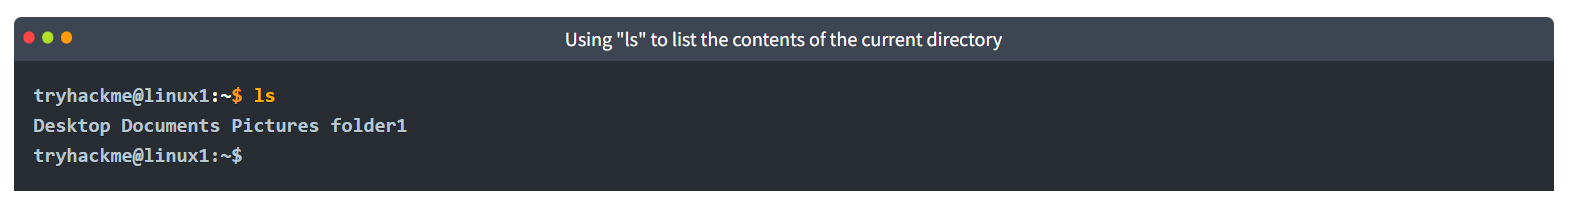 Using "ls" to list the contents of the current directory
tryhackme@linux1:~$ ls
Desktop Documents Pictures folder1
tryhackme@linux1:~$